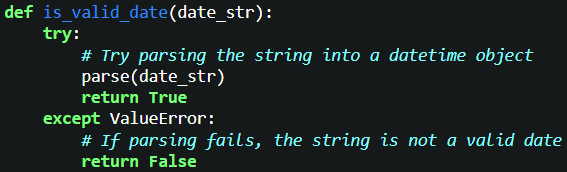 def is_valid_date(date_str):
    try:
        # Try parsing the string into a datetime object
        parse(date_str)
        return True
    except ValueError:
        # If parsing fails, the string is not a valid date
        return False